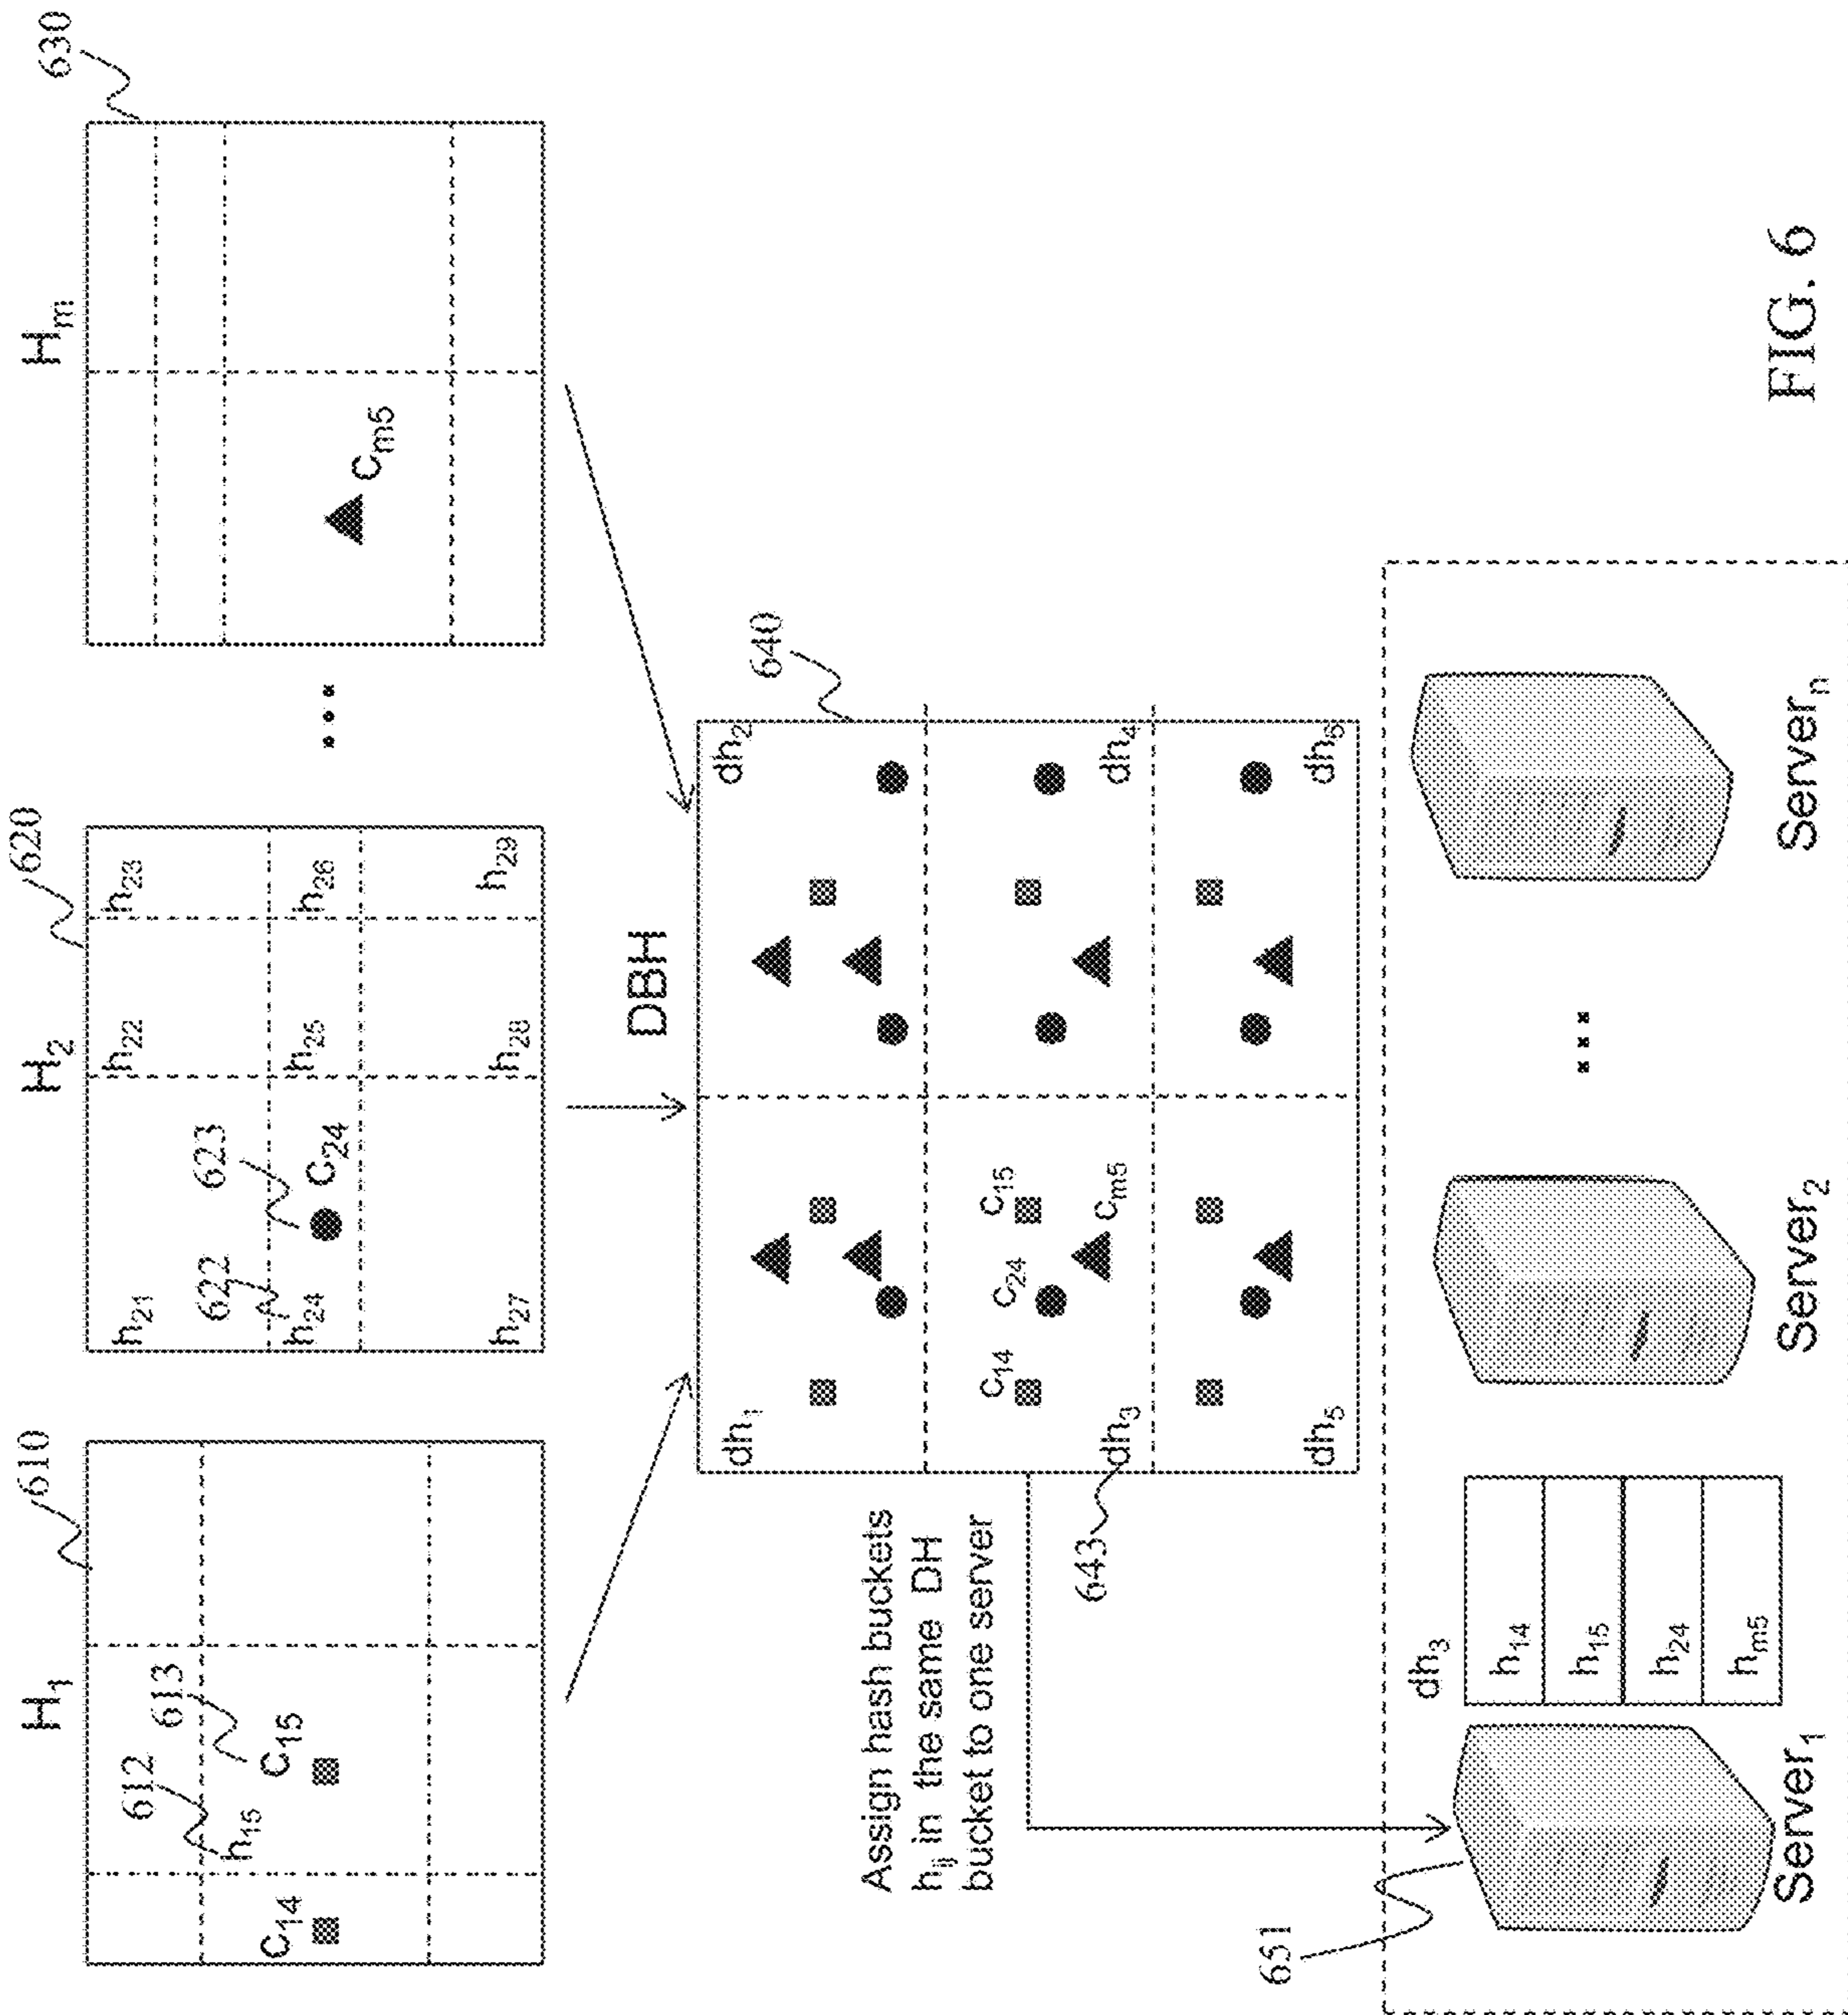 H1
H2
Hm
610
620
630
612
613
h15
C14
C15
h21
h22
h23
622
623
h24
C24
h25
h26
h27
h28
h29
• • •
Cm5
DBH
640
dh1
dh2
C14
C24
C15
Cm5
dh3
dh4
643
dh5
dh6
Assign hash buckets
hij in the same DH
bucket to one server
651
dh3
h14
h15
h24
hm5
Server1
Server2
• • •
Servern
FIG. 6